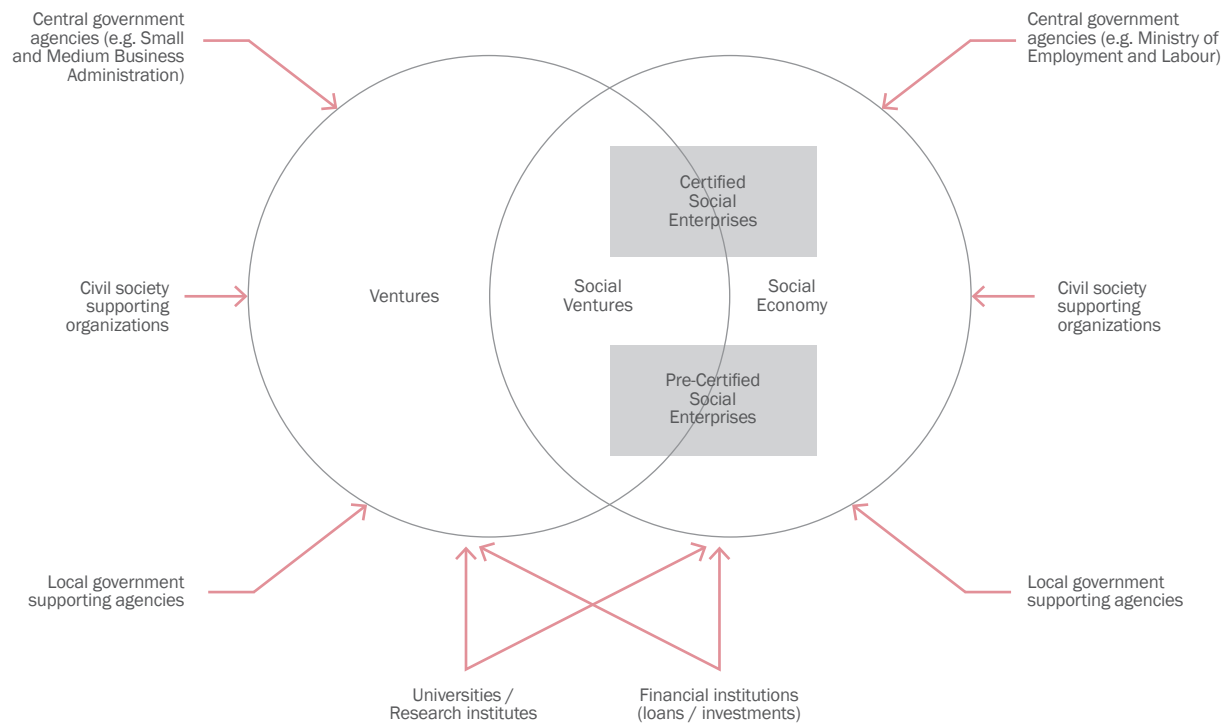 Central government
agencies (e.g. Small
and Medium Business
Administration)
Central government
agencies (e.g. Ministry of
Employment and Labour)
Certified
Social
Enterprises
Civil society
supporting
organizations
Ventures
Social
Ventures
Social
Economy
Civil society
supporting
organizations
Pre-Certified
Social
Enterprises
Local government
supporting agencies
Local government
supporting agencies
Universities /
Research institutes
Financial institutions
(loans / investments)